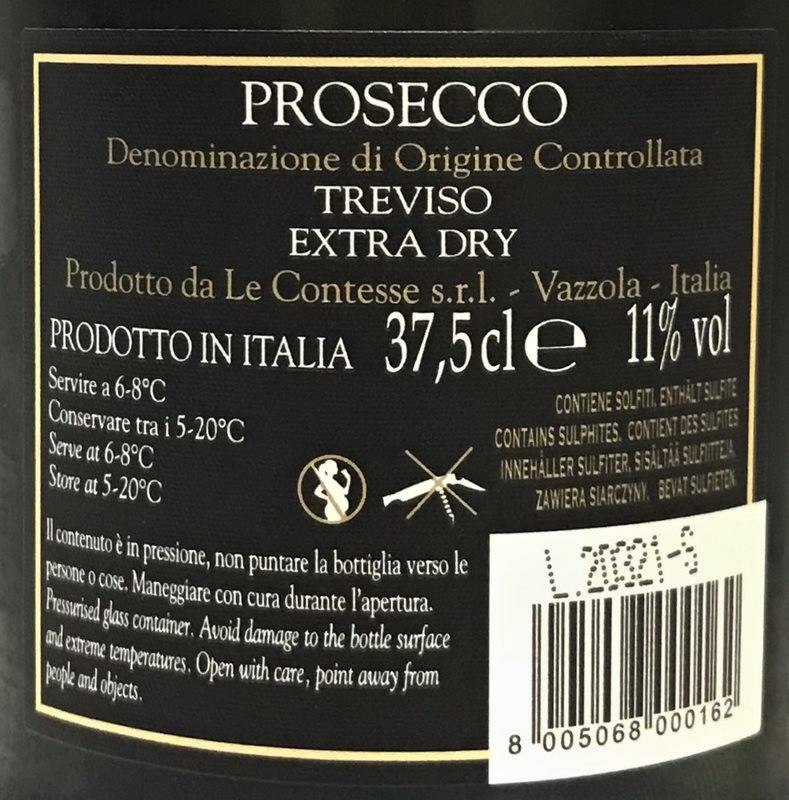 PROSECCO
Denominazione di Origine Controllata
TREVISO
EXTRA DRY
Prodotto da Le Contesse s.r.l. - Vazzola - Italia
PRODOTTO IN ITALIA 37,5 cl e 11% vol
Servire a 6-8°C
Conservare tra i 5-20°C
Serve at 6-8°C
Store at 5-20°C
CONTIENE SOLFITI. ENTHÄLT SULFITE
CONTAINS SULPHITES. CONTIENT DES SULFITES
INNEHÅLLER SULFITER. SISÄLTÄÄ SULFIITTEJA.
ZAWIERA SIARCZYNY. BEVAT SULFIETEN.
Il contenuto è in pressione, non puntare la bottiglia verso le
persone o cose. Maneggiare con cura durante l'apertura.
Pressurised glass container. Avoid damage to the bottle surface
and extreme temperatures. Open with care, point away from
people and objects.
8 005068 000162